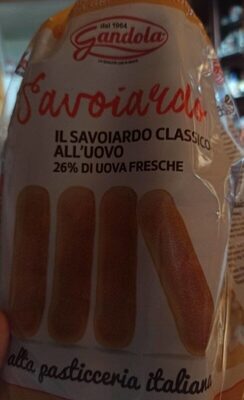 dal 1964
Gandola
Savoiardo
IL SAVOIARDO CLASSICO
ALL'UOVO
26% DI UOVA FRESCHE
alta pasticceria italiana